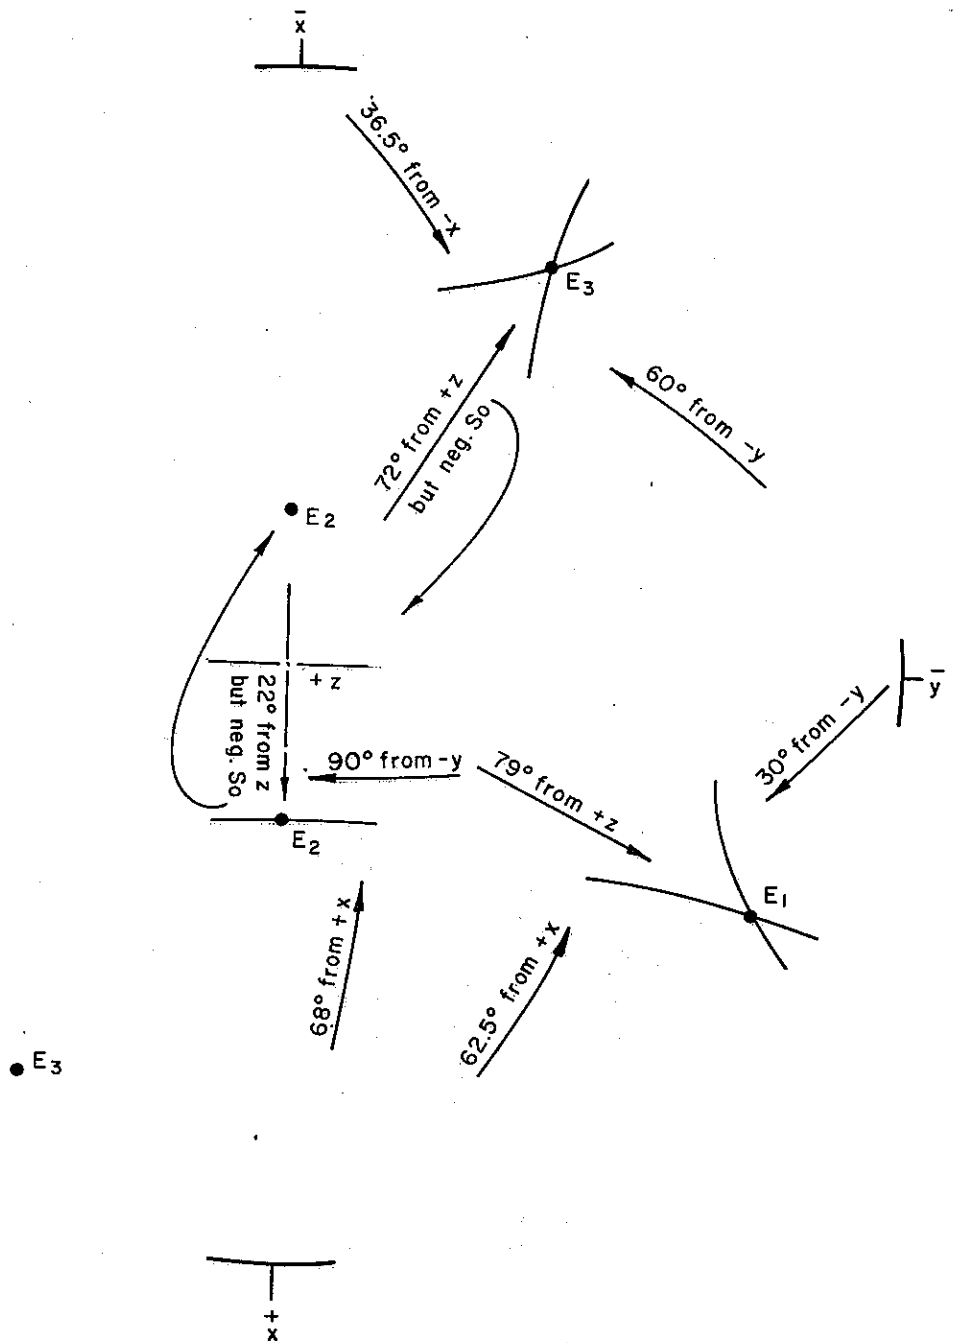 x̄
36.5° from -x
E3
72° from +z
but neg. So
60° from -y
E2
+ z
22° from z
but neg. So
90° from -y
79° from +z
ȳ
30° from -y
E2
E1
68° from +x
62.5° from +x
E3
+x